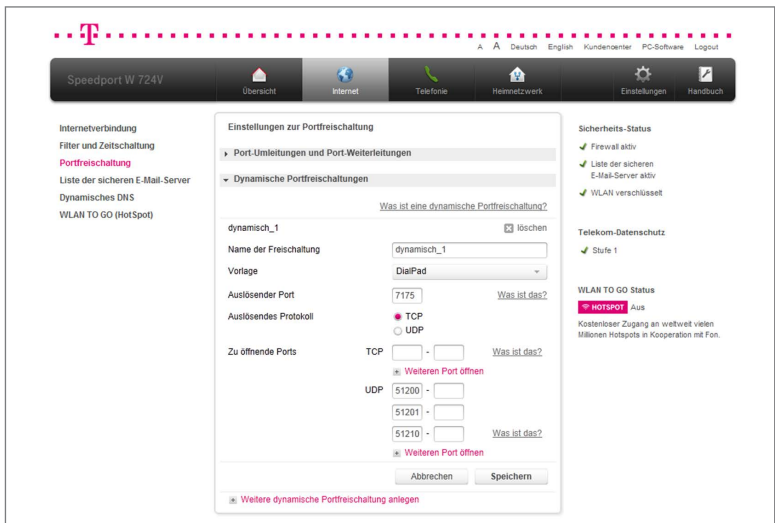 T
A A Deutsch English Kundencenter PC-Software Logout
Speedport W 724V
Übersicht Internet Telefonie Heimnetzwerk Einstellungen Handbuch
Internetverbindung
Filter und Zeitschaltung
Portfreischaltung
Liste der sicheren E-Mail-Server
Dynamisches DNS
WLAN TO GO (HotSpot)
Einstellungen zur Portfreischaltung
Port-Umleitungen und Port-Weiterleitungen
Dynamische Portfreischaltungen
Was ist eine dynamische Portfreischaltung?
dynamisch_1 löschen
Name der Freischaltung dynamisch_1
Vorlage DialPad
Auslösender Port 7175 Was ist das?
Auslösendes Protokoll TCP
UDP
Zu öffnende Ports TCP - Was ist das?
Weiteren Port öffnen
UDP 51200 -
51201 -
51210 - Was ist das?
Weiteren Port öffnen
Abbrechen Speichern
Weitere dynamische Portfreischaltung anlegen
Sicherheits-Status
Firewall aktiv
Liste der sicheren
E-Mail-Server aktiv
WLAN verschlüsselt
Telekom-Datenschutz
Stufe 1
WLAN TO GO Status
HOTSPOT Aus
Kostenloser Zugang an weltweit vielen
Millionen Hotspots in Kooperation mit Fon.